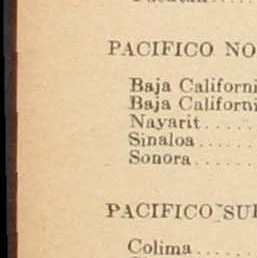 PACIFICO NO
Baja Californi
Baja Californi
Nayarit.....
Sinaloa.....
Sonora......
PACIFICO SU
Colima.....